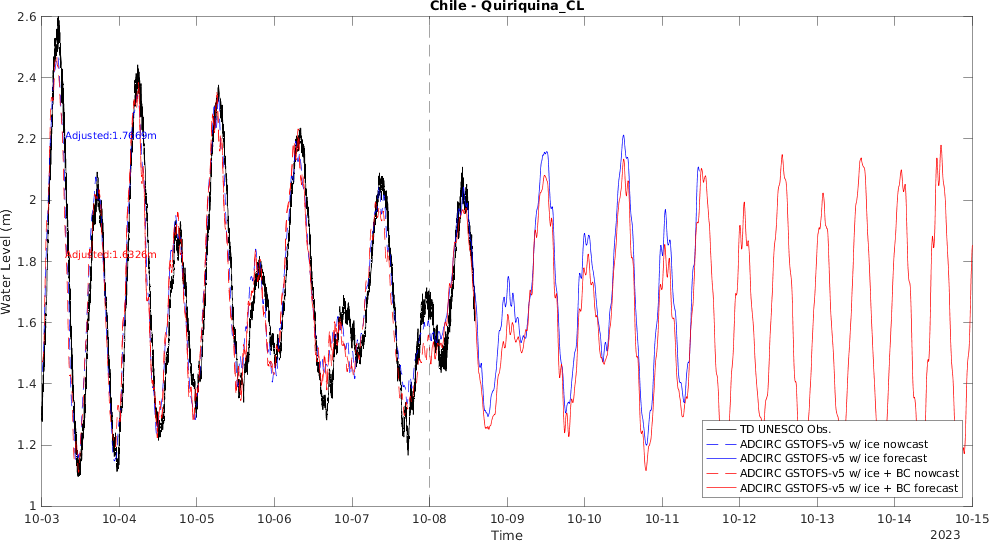 Chile - Quiriquina_CL
2.6
2.4
2.2
2
1.8
1.6
1.4
1.2
1
Water Level (m)
Adjusted:1.7669m
Adjusted:1.6326m
TD UNESCO Obs.
ADCIRC GSTOFS-v5 w/ ice nowcast
ADCIRC GSTOFS-v5 w/ ice forecast
ADCIRC GSTOFS-v5 w/ ice + BC nowcast
ADCIRC GSTOFS-v5 w/ ice + BC forecast
10-03 10-04 10-05 10-06 10-07 10-08 10-09 10-10 10-11 10-12 10-13 10-14 10-15
Time
2023